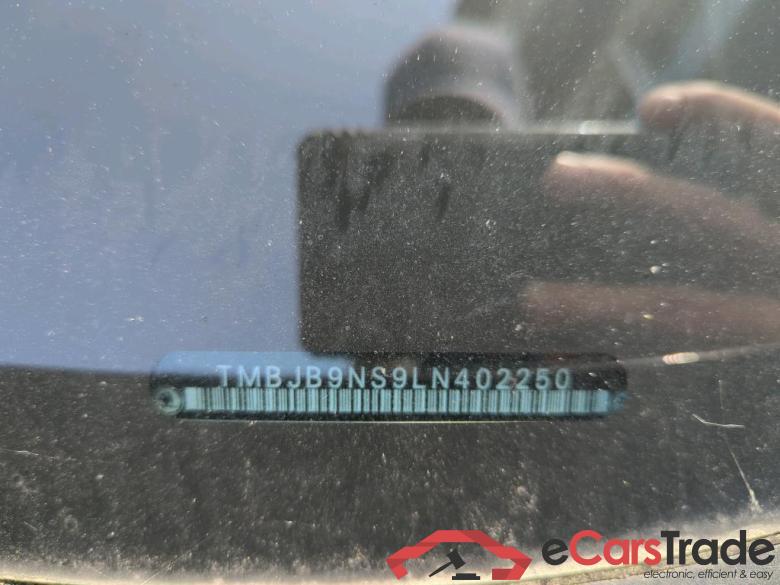 TMBJB9NS9LN402250
eCarsTrade
electronic, efficient & easy